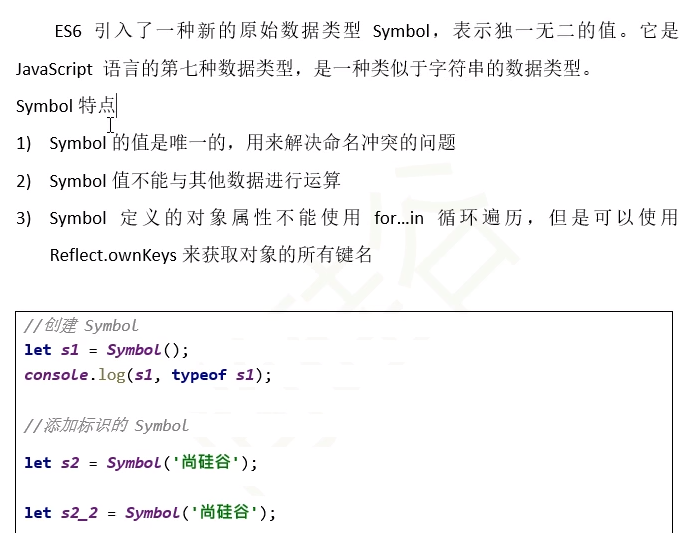 ES6 引入了一种新的原始数据类型 Symbol，表示独一无二的值。它是
JavaScript 语言的第七种数据类型，是一种类似于字符串的数据类型。
Symbol 特点
1) Symbol 的值是唯一的，用来解决命名冲突的问题
2) Symbol 值不能与其他数据进行运算
3) Symbol 定义的对象属性不能使用 for…in 循环遍历，但是可以使用
Reflect.ownKeys 来获取对象的所有键名
//创建 Symbol
let s1 = Symbol();
console.log(s1, typeof s1);
//添加标识的 Symbol
let s2 = Symbol('尚硅谷');
let s2_2 = Symbol('尚硅谷');